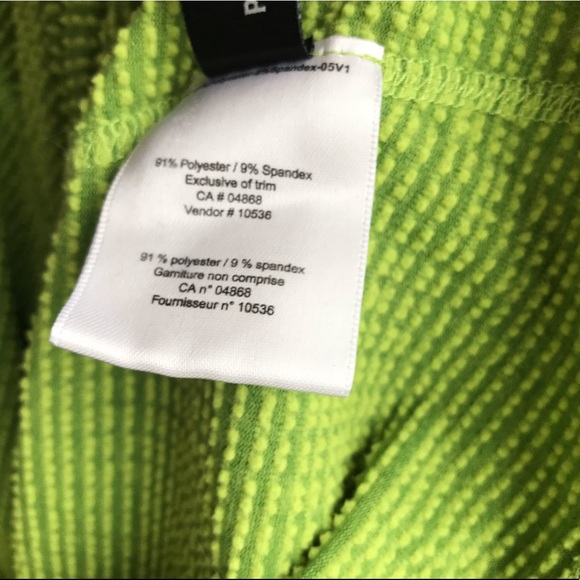 P
91% Polyester / 9% Spandex
Exclusive of trim
CA # 04868
Vendor # 10536
91 % polyester / 9 % spandex
Garniture non comprise
CA n° 04868
Fournisseur n° 10536